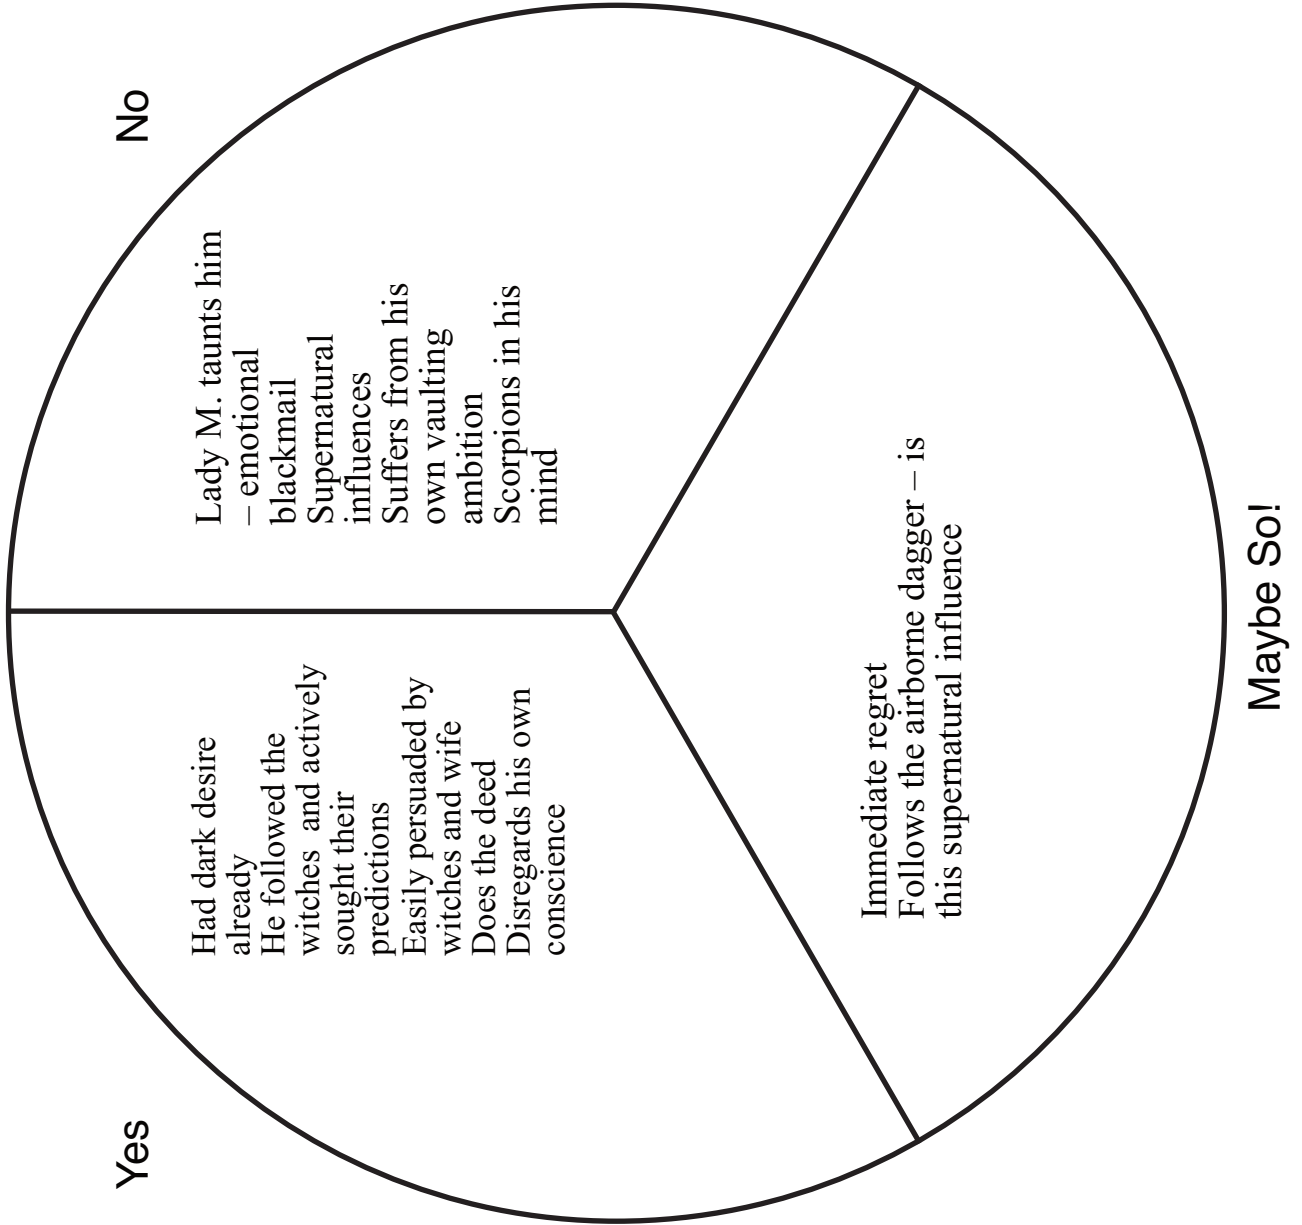 Yes
Had dark desire
already
He followed the
witches and actively
sought their
predictions
Easily persuaded by
witches and wife
Does the deed
Disregards his own
conscience
No
Lady M. taunts him
– emotional
blackmail
Supernatural
influences
Suffers from his
own vaulting
ambition
Scorpions in his
mind
Immediate regret
Follows the airborne dagger – is
this supernatural influence
Maybe So!